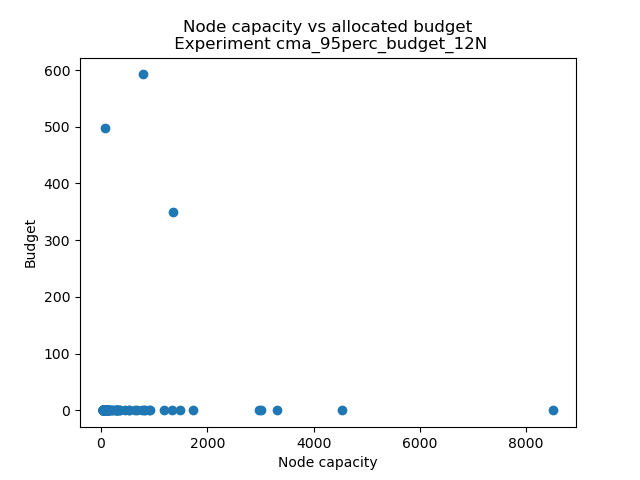 Node capacity vs allocated budget
Experiment cma_95perc_budget_12N
600
500
400
300
200
100
0
Budget
0 2000 4000 6000 8000
Node capacity